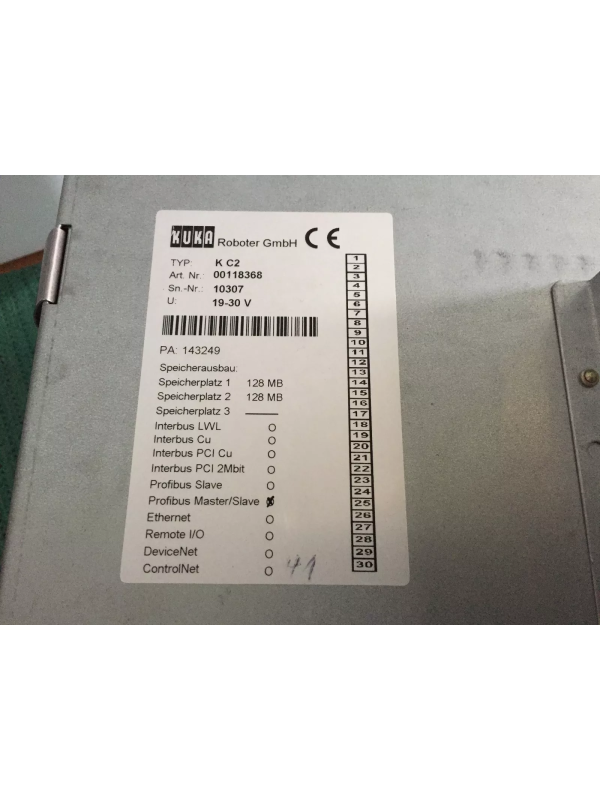 KUKA Roboter GmbH CE
TYP: K C2
Art. Nr.: 00118368
Sn.-Nr.: 10307
U: 19-30 V
PA: 143249
Speicherausbau:
Speicherplatz 1 128 MB
Speicherplatz 2 128 MB
Speicherplatz 3
Interbus LWL O
Interbus Cu O
Interbus PCI Cu O
Interbus PCI 2Mbit O
Profibus Slave O
Profibus Master/Slave
Ethernet O
Remote I/O O
DeviceNet O
ControlNet O
41
1
2
3
4
5
6
7
8
9
10
11
12
13
14
15
16
17
18
19
20
21
22
23
24
25
26
27
28
29
30